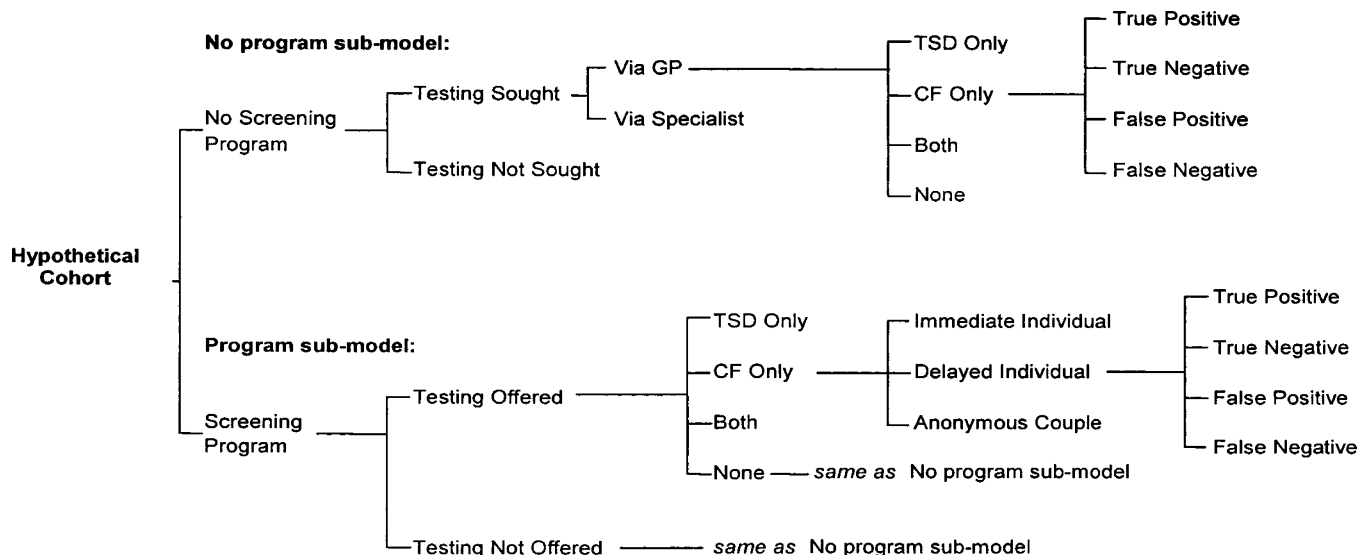 No program sub-model:
No Screening
Program
Testing Sought
Testing Not Sought
Via GP
Via Specialist
TSD Only
CF Only
Both
None
True Positive
True Negative
False Positive
False Negative
Hypothetical
Cohort
Program sub-model:
Screening
Program
Testing Offered
Testing Not Offered
TSD Only
CF Only
Both
None
same as No program sub-model
Immediate Individual
Delayed Individual
Anonymous Couple
True Positive
True Negative
False Positive
False Negative
same as No program sub-model